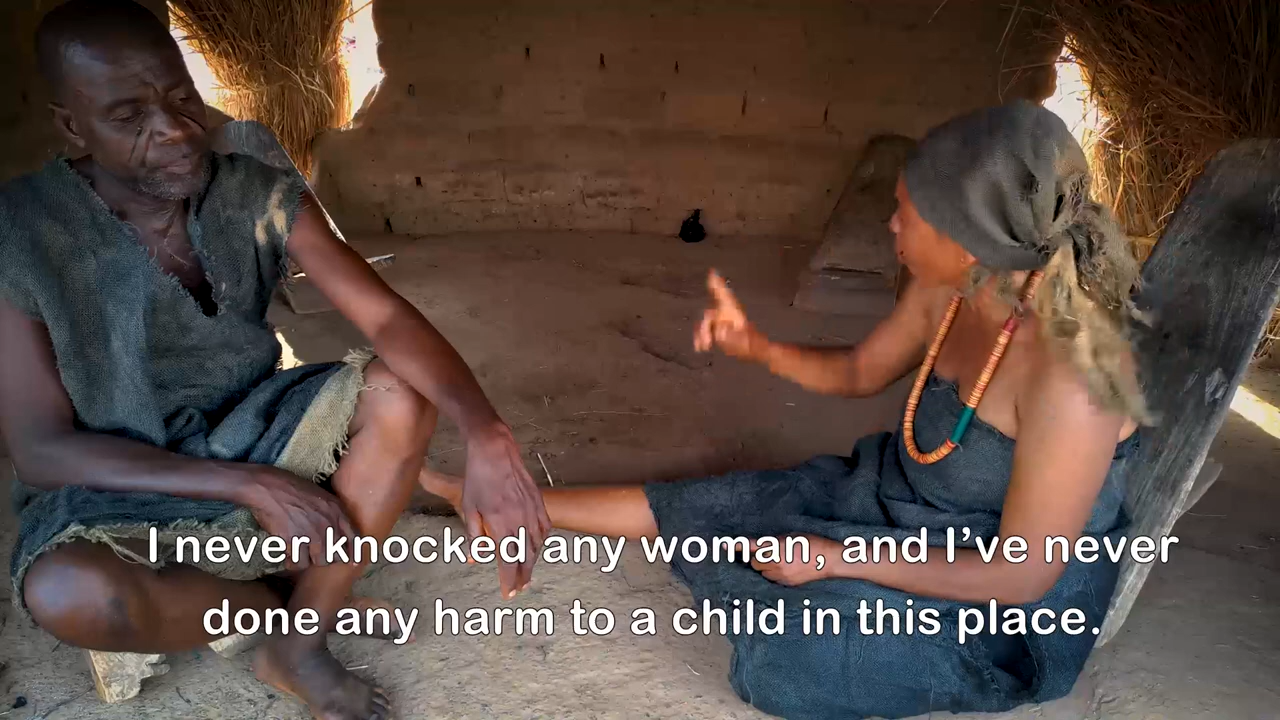 I never knocked any woman, and I’ve never
done any harm to a child in this place.